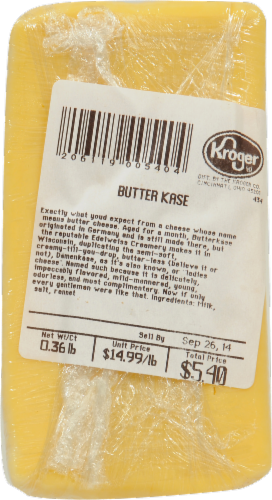 206119005404
Kroger
DIST. BY THE KROGER CO.
CINCINNATI, OHIO 45202
434
BUTTER KASE
Exactly what youd expect from a cheese whose name
means butter cheese. Aged for a month, Butterkase
originated in Germany and is still made there, but
the reputable Edelweiss Creamery makes it in
Wisconsin, duplicating the semi-soft,
creamy-till-you-drop, butter-ness (believe it or
not), Damenkase, as it's also known, or `ladies
cheese. Named such because it is delicately,
impeccably flavored, mild-mannered, young,
odorless, and most complimentary. Now if only
every gentlemen were like that. Ingredients: Milk,
salt, rennet
Net Wt/Ct
0.36 lb
Unit Price
$14.99/lb
Sell By
Sep 26, 14
Total Price
$5.40